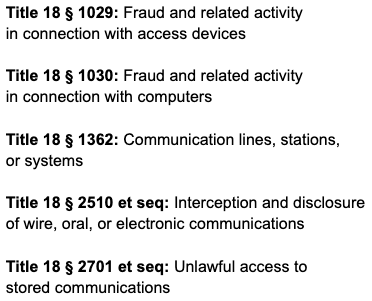 Title 18 § 1029: Fraud and related activity
in connection with access devices
Title 18 § 1030: Fraud and related activity
in connection with computers
Title 18 § 1362: Communication lines, stations,
or systems
Title 18 § 2510 et seq: Interception and disclosure
of wire, oral, or electronic communications
Title 18 § 2701 et seq: Unlawful access to
stored communications